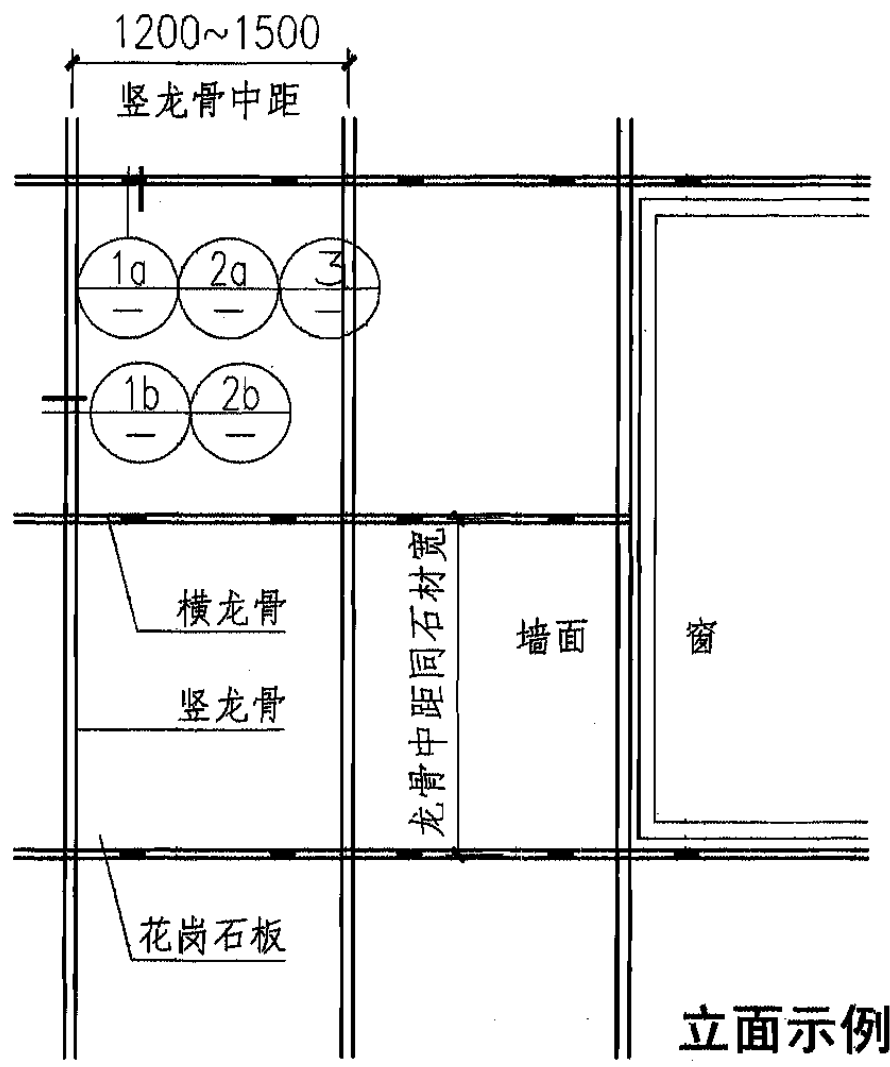 1200~1500
竖龙骨中距
1a 2a 3
1b 2b
横龙骨
竖龙骨
龙骨中距同石材宽
墙面
窗
花岗石板
立面示例